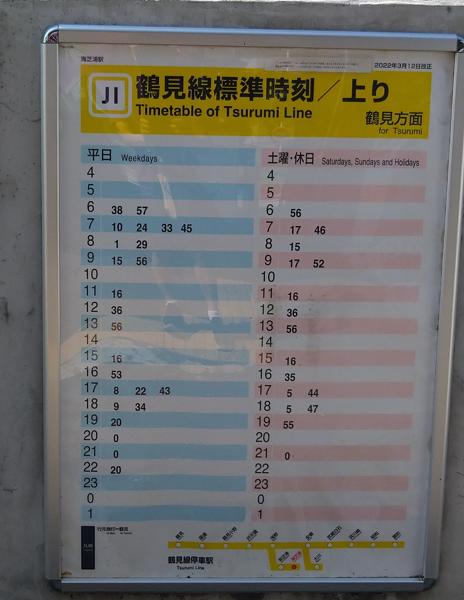 海芝浦駅
2022年3月12日改正
JI 鶴見線標準時刻／上り
Timetable of Tsurumi Line
鶴見方面
for Tsurumi
平日 Weekdays 土曜・休日 Saturdays, Sundays and Holidays
4 4
5 5
6 38 57 6 56
7 10 24 33 45 7 17 46
8 1 29 8 15
9 15 56 9 17 52
10 10
11 16 11 16
12 36 12 36
13 56 13 56
14 14
15 16 15 16
16 53 16 35
17 8 22 43 17 5 44
18 9 34 18 5 47
19 20 19 55
20 0 20
21 0 21 0
22 20 22
23 23
0 0
1 1
鶴見線停車駅
Tsurumi Line